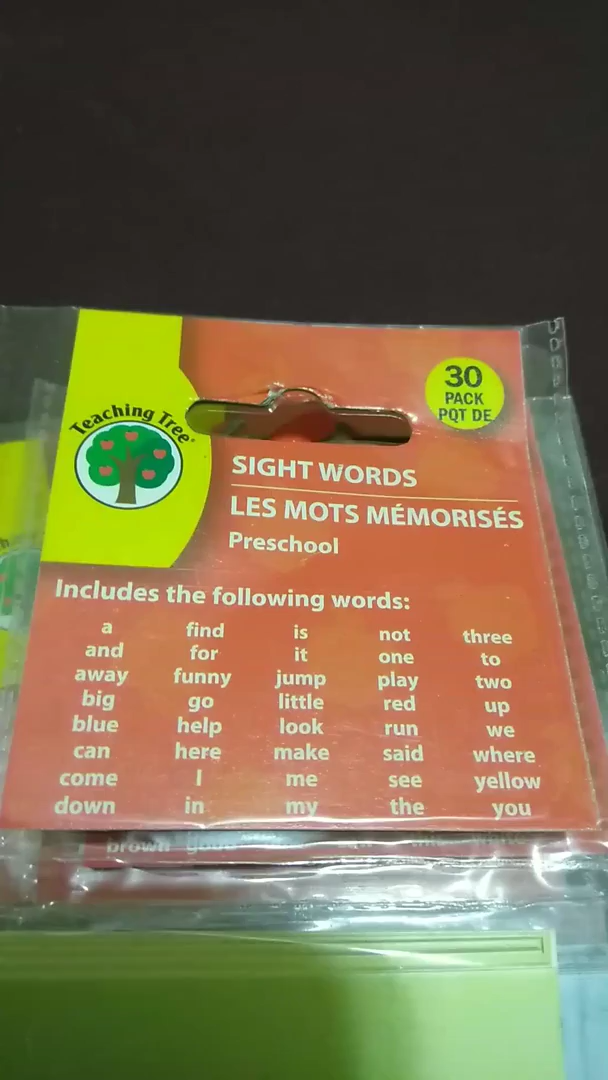 Teaching Tree®
30
PACK
PQT DE
SIGHT WORDS
LES MOTS MÉMORISÉS
Preschool
Includes the following words:
a find is not three
and for it one to
away funny jump play two
big go little red up
blue help look run we
can here make said where
come I me see yellow
down in my the you
brown